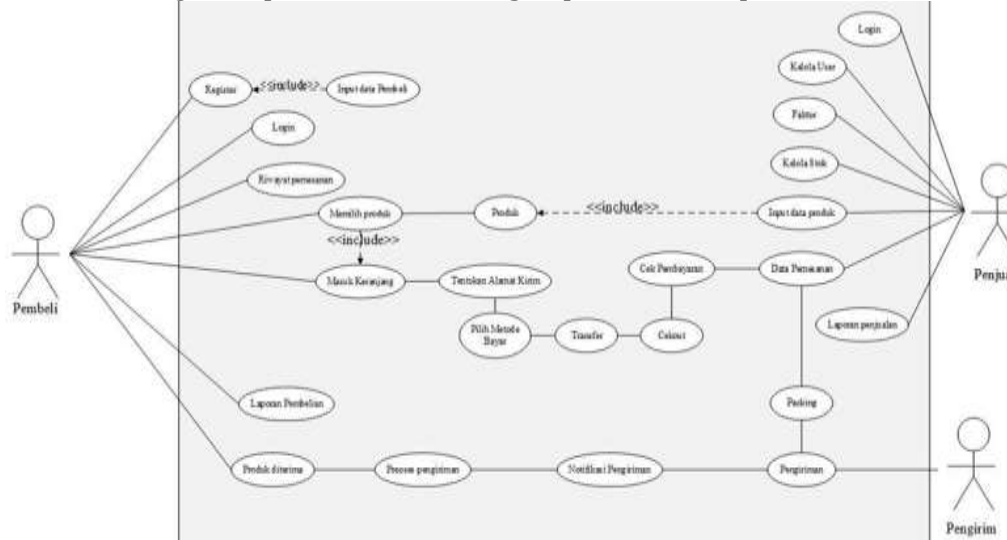 Login
Kelola User
Register
<<include>>
Input data Pembeli
Faktur
Login
Kelola Stok
Riwayat pemesanan
Memilih produk
Produk
<<include>>
Input data produk
<<include>>
Pembeli
Masuk Keranjang
Tentukan Alamat Kirim
Cek Pembayaran
Data Pemesanan
Penjua
Pilih Metode
Bayar
Transfer
Laporan penjualan
Laporan Pembelian
Packing
Produk diterima
Proses pengiriman
Notifikasi Pengiriman
Pengiriman
Pengirim